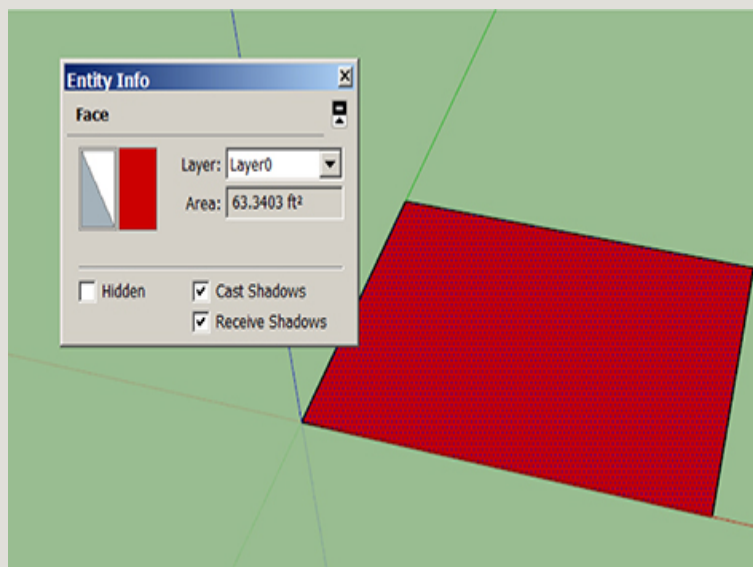 Entity Info
Face
Layer: Layer0
Area: 63.3403 ft²
Hidden
Cast Shadows
Receive Shadows